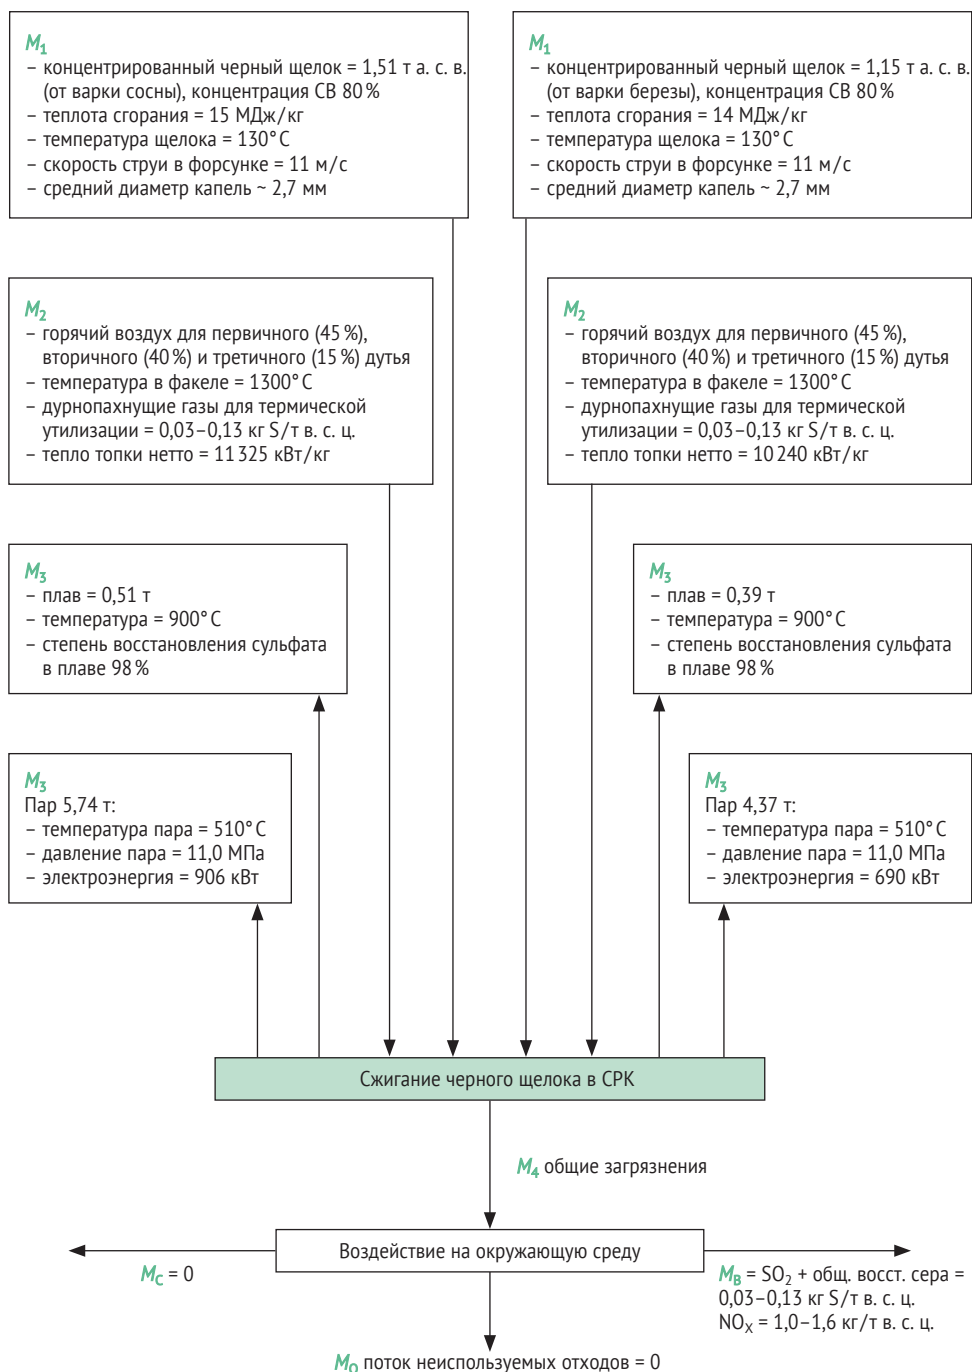 M₁
– концентрированный черный щелок = 1,51 т а. с. в.
(от варки сосны), концентрация СВ 80 %
– теплота сгорания = 15 МДж/кг
– температура щелока = 130° С
– скорость струи в форсунке = 11 м/с
– средний диаметр капель ~ 2,7 мм
M₁
– концентрированный черный щелок = 1,15 т а. с. в.
(от варки березы), концентрация СВ 80 %
– теплота сгорания = 14 МДж/кг
– температура щелока = 130° С
– скорость струи в форсунке = 11 м/с
– средний диаметр капель ~ 2,7 мм
M₂
– горячий воздух для первичного (45 %),
вторичного (40 %) и третичного (15 %) дутья
– температура в факеле = 1300° С
– дурнопахнущие газы для термической
утилизации = 0,03–0,13 кг S/т в. с. ц.
– тепло топки нетто = 11 325 кВт/кг
M₂
– горячий воздух для первичного (45 %),
вторичного (40 %) и третичного (15 %) дутья
– температура в факеле = 1300° С
– дурнопахнущие газы для термической
утилизации = 0,03–0,13 кг S/т в. с. ц.
– тепло топки нетто = 10 240 кВт/кг
M₃
– плав = 0,51 т
– температура = 900° С
– степень восстановления сульфата
в плаве 98 %
M₃
– плав = 0,39 т
– температура = 900° С
– степень восстановления сульфата
в плаве 98 %
M₃
Пар 5,74 т:
– температура пара = 510° С
– давление пара = 11,0 МПа
– электроэнергия = 906 кВт
M₃
Пар 4,37 т:
– температура пара = 510° С
– давление пара = 11,0 МПа
– электроэнергия = 690 кВт
Сжигание черного щелока в СРК
M₄ общие загрязнения
Воздействие на окружающую среду
M_C = 0
M_B = SO₂ + общ. восст. сера =
0,03–0,13 кг S/т в. с. ц.
NO_X = 1,0–1,6 кг/т в. с. ц.
M_O поток неиспользуемых отходов = 0